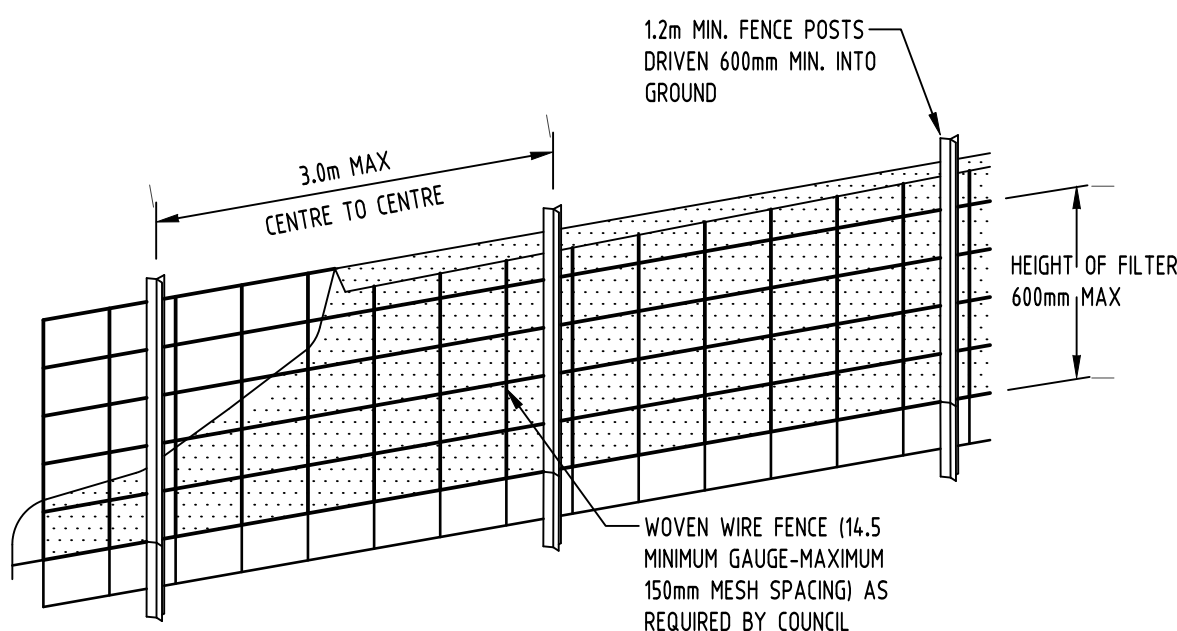 1.2m MIN. FENCE POSTS
DRIVEN 600mm MIN. INTO
GROUND
3.0m MAX
CENTRE TO CENTRE
HEIGHT OF FILTER
600mm MAX
WOVEN WIRE FENCE (14.5
MINIMUM GAUGE-MAXIMUM
150mm MESH SPACING) AS
REQUIRED BY COUNCIL